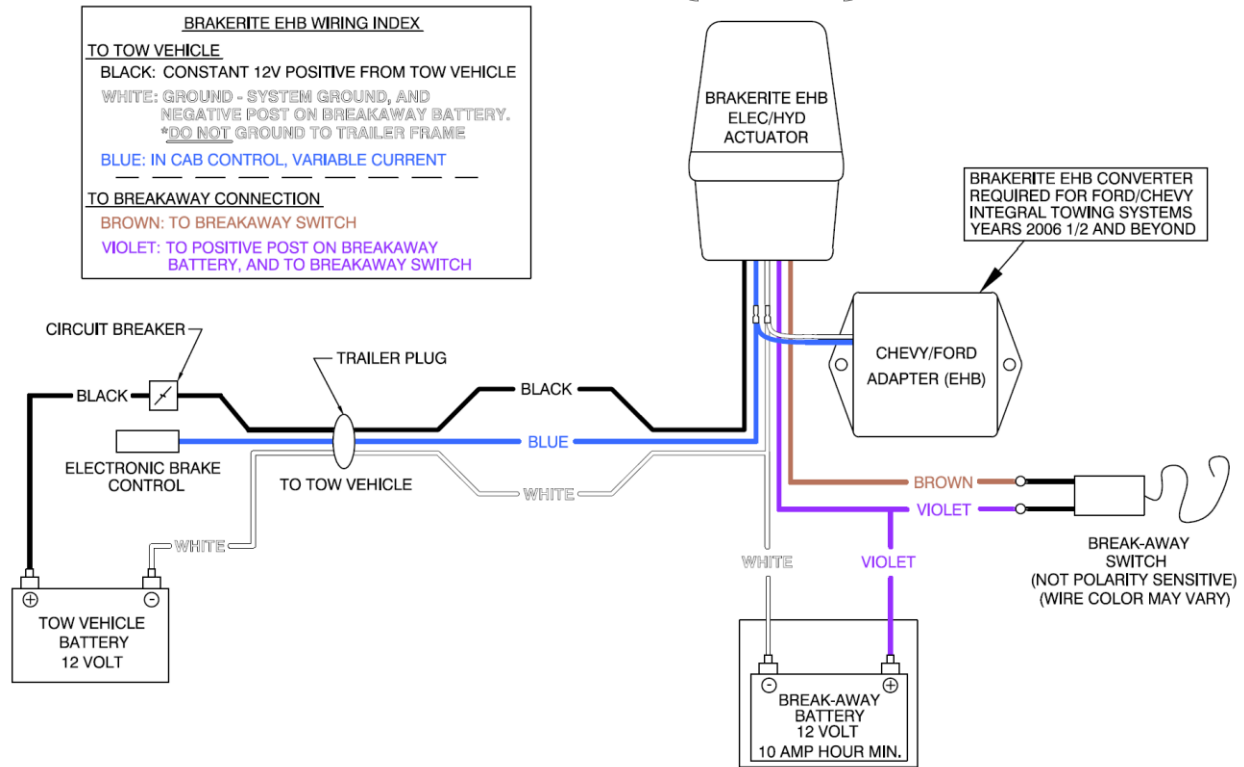 BRAKERITE EHB WIRING INDEX
TO TOW VEHICLE
BLACK: CONSTANT 12V POSITIVE FROM TOW VEHICLE
WHITE: GROUND - SYSTEM GROUND, AND
NEGATIVE POST ON BREAKAWAY BATTERY.
*DO NOT GROUND TO TRAILER FRAME
BLUE: IN CAB CONTROL, VARIABLE CURRENT
TO BREAKAWAY CONNECTION
BROWN: TO BREAKAWAY SWITCH
VIOLET: TO POSITIVE POST ON BREAKAWAY
BATTERY, AND TO BREAKAWAY SWITCH
BRAKERITE EHB
ELEC/HYD
ACTUATOR
BRAKERITE EHB CONVERTER
REQUIRED FOR FORD/CHEVY
INTEGRAL TOWING SYSTEMS
YEARS 2006 1/2 AND BEYOND
CHEVY/FORD
ADAPTER (EHB)
CIRCUIT BREAKER
TRAILER PLUG
BLACK
BLACK
BLUE
ELECTRONIC BRAKE
CONTROL
TO TOW VEHICLE
WHITE
WHITE
BROWN
VIOLET
BREAK-AWAY
SWITCH
(NOT POLARITY SENSITIVE)
(WIRE COLOR MAY VARY)
WHITE
VIOLET
+
-
TOW VEHICLE
BATTERY
12 VOLT
-
+
BREAK-AWAY
BATTERY
12 VOLT
10 AMP HOUR MIN.